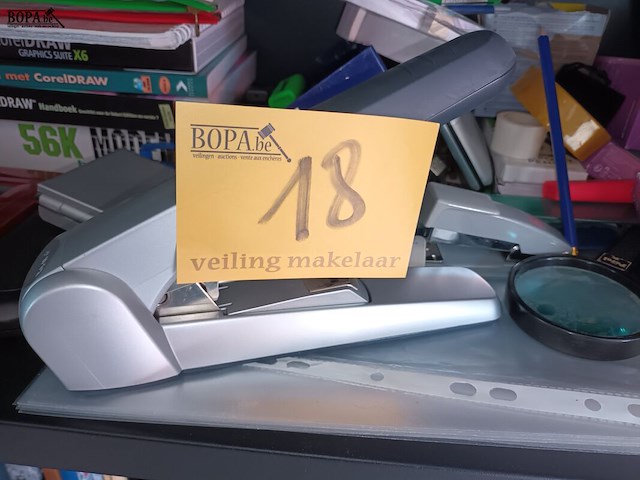 BOPA.be
CorelDRAW
GRAPHICS SUITE X6
met CorelDRAW
DRAW Handboek
56K
BOPA.be
veilingen auctions vente aux enchères
18
veiling makelaar